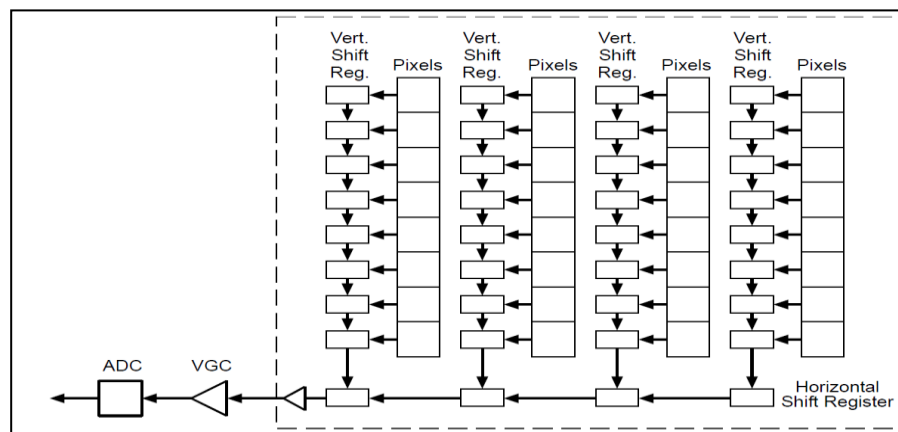 Vert.
Shift
Reg.
Pixels
Vert.
Shift
Reg.
Pixels
Vert.
Shift
Reg.
Pixels
Vert.
Shift
Reg.
Pixels
ADC
VGC
Horizontal
Shift Register